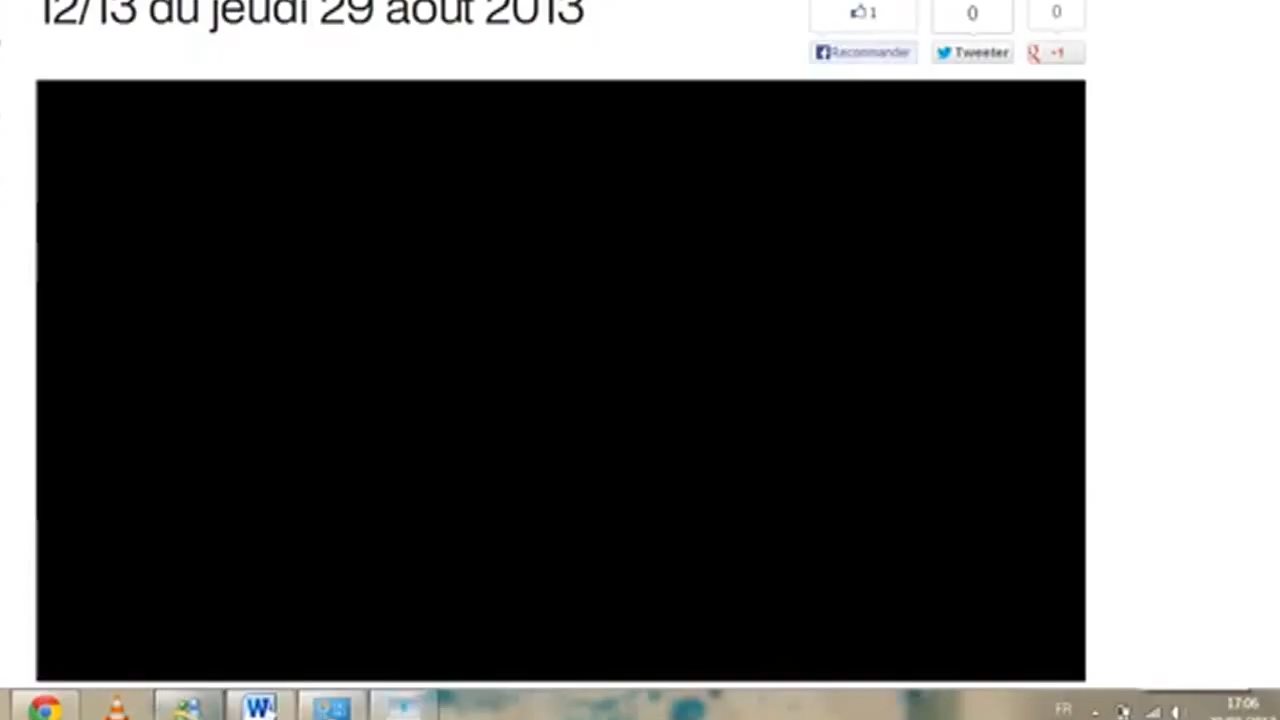 12/13 du jeudi 29 août 2013
1
0
0
Recommander
Tweeter
+1
W
FR
17:06